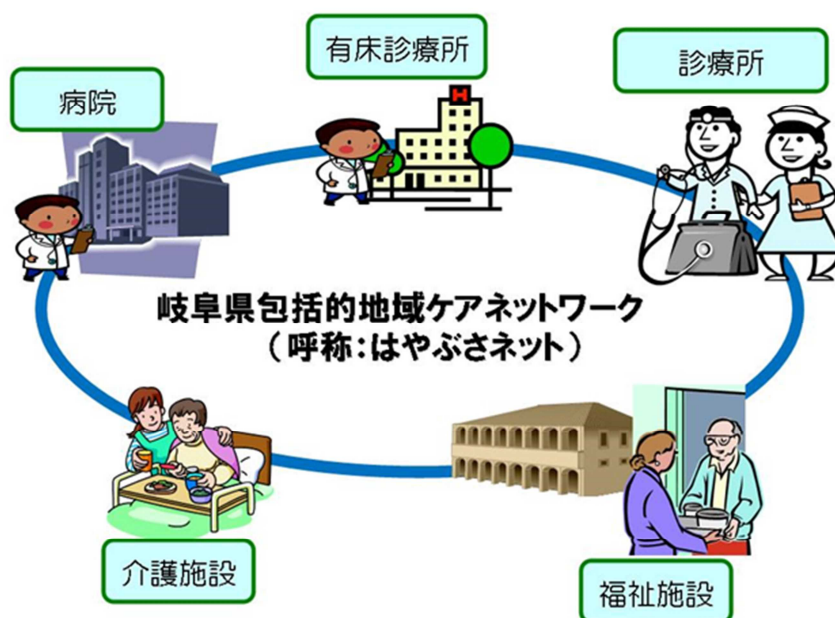 有床診療所
診療所
病院
H
岐阜県包括的地域ケアネットワーク
（呼称：はやぶさネット）
介護施設
福祉施設